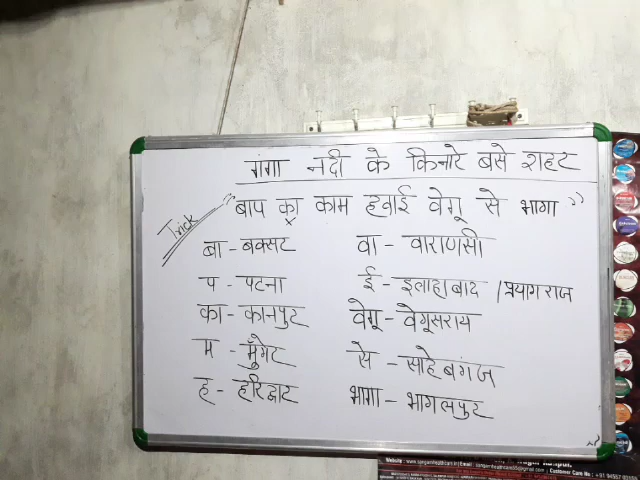 गंगा नदी के किनारे बसे शहर
Trick
"बाप का काम हवाई वेगू से भागा"
x
बा - बक्सर
वा - वाराणसी
प - पटना
ई - इलाहाबाद / प्रयागराज
का - कानपुर
वेगू - वेगूसराय
म - मुँगेर
से - साहेबगंज
ह - हरिद्वार
भागा - भागलपुर